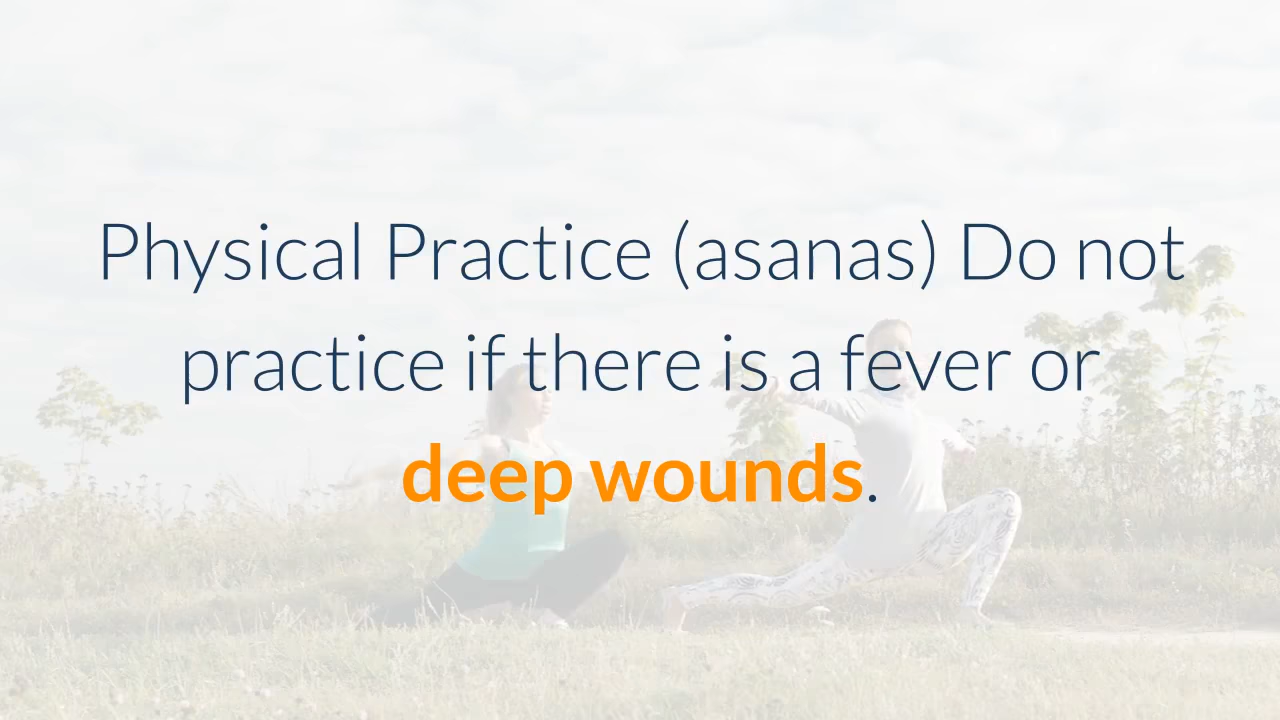 Physical Practice (asanas) Do not
practice if there is a fever or
deep wounds.